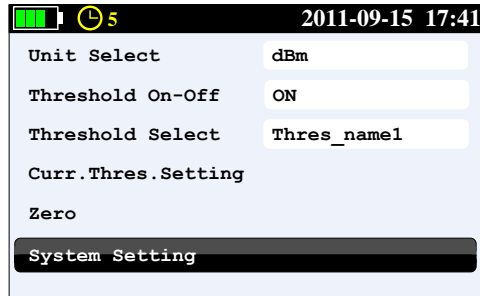 5 2011-09-15 17:41
Unit Select dBm
Threshold On-Off ON
Threshold Select Thres_name1
Curr.Thres.Setting
Zero
System Setting